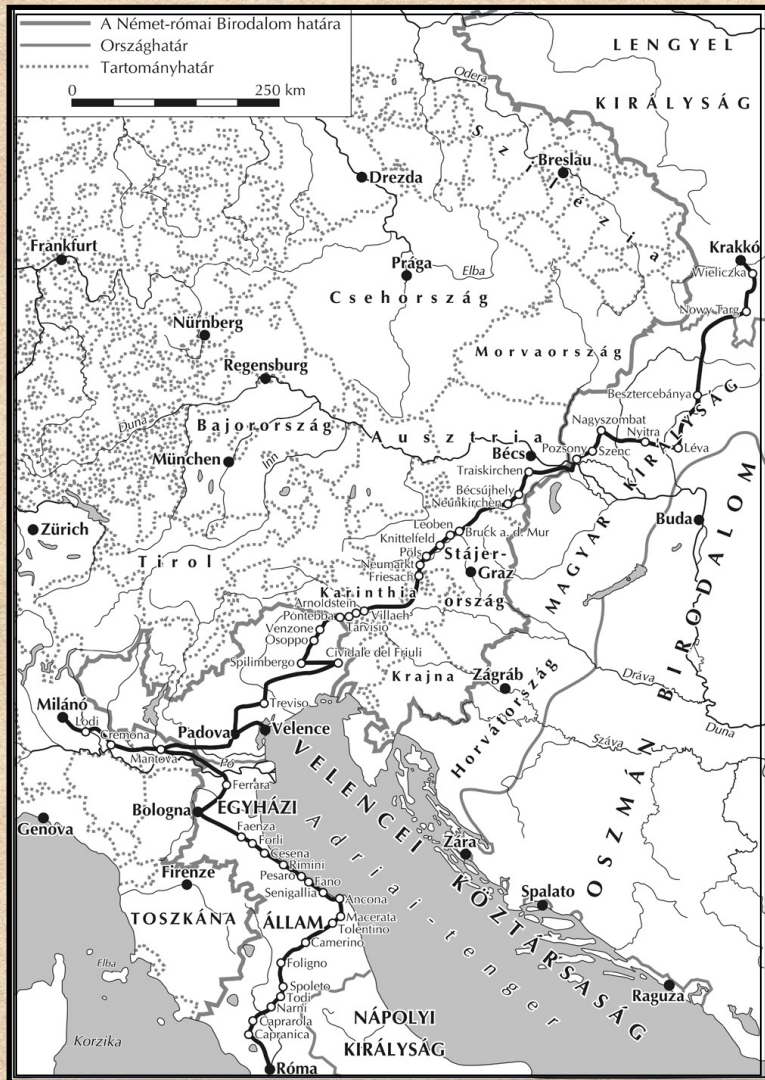 A Német-római Birodalom határa
Országhatár
Tartományhatár
0 250 km
LENGYEL
KIRÁLYSÁG
Odera
Szilézia
Breslau
Drezda
Frankfurt
Krakkó
Wieliczka
Prága
Elba
Csehország
Nowy Targ
Nürnberg
Morvaország
Regensburg
Besztercebánya
Duna
Bajorország
Nagyszombat
Nyitra
Ausztria
Bécs
Pozsony
Szenc
Léva
München
Inn
Traiskirchen
MAGYAR KIRÁLYSÁG
Bécsújhely
Neunkirchen
Zürich
Buda
Leoben
Bruck a. d. Mur
Knittelfeld
Pöls
Stájer-
ország
Tirol
Neumarkt
Graz
Friesach
Karinthia
Arnoldstein
Pontebba
Villach
Tarvisio
Venzone
Osoppo
Cividale del Friuli
Spilimbergo
Krajna
Zágráb
Dráva
OSZMÁN BIRODALOM
Milánó
Treviso
Horvátország
Lodi
Cremona
Padova
Velence
Száva
Duna
Mantova
Pó
VELENCEI KÖZTÁRSASÁG
Ferrara
Bologna
EGYHÁZI
ÁLLAM
Genova
Adriai-tenger
Faenza
Forli
Cesena
Zára
Firenze
Rimini
Pesaro
Fano
Senigallia
Ancona
Spalato
TOSZKÁNA
Macerata
Tolentino
Camerino
Elba
Foligno
Raguza
Spoleto
Todi
Narni
NÁPOLYI
KIRÁLYSÁG
Caprarola
Capranica
Korzika
Róma